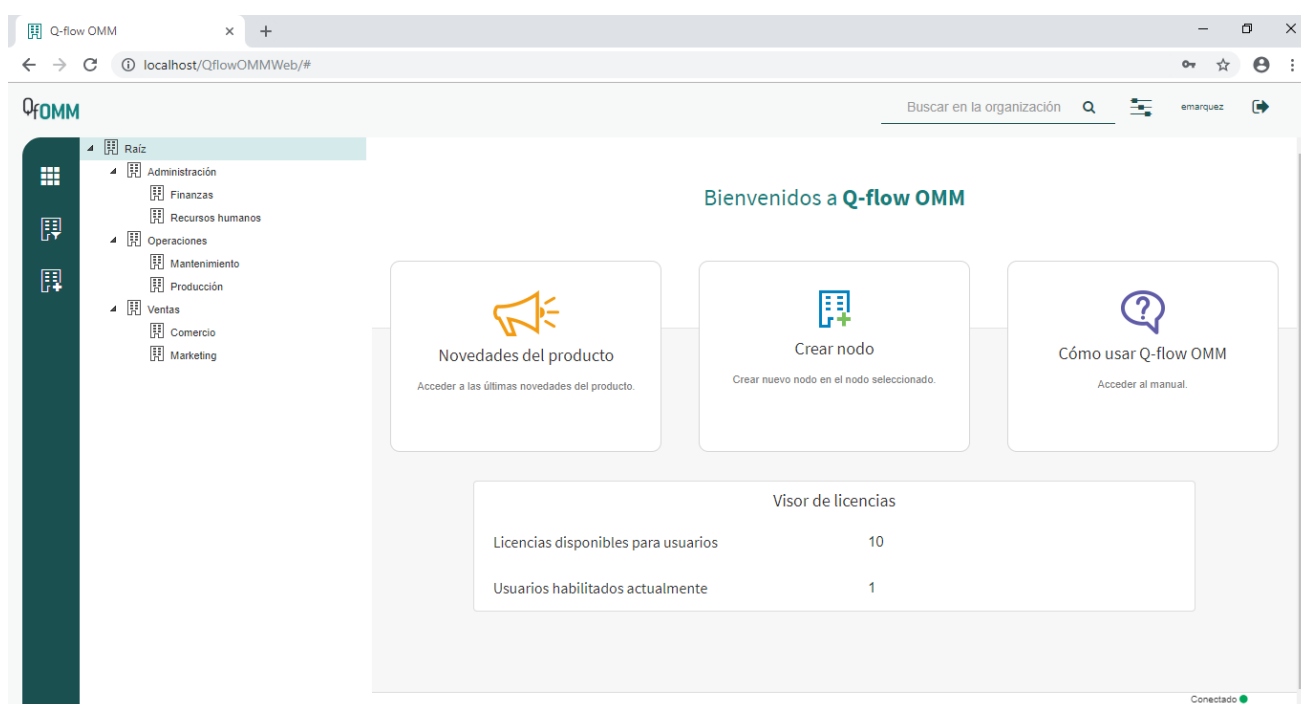 Q-flow OMM
localhost/QflowOMMWeb/#
QfOMM
Buscar en la organización
emarquez
Raíz
Administración
Finanzas
Recursos humanos
Operaciones
Mantenimiento
Producción
Ventas
Comercio
Marketing
Bienvenidos a Q-flow OMM
Novedades del producto
Acceder a las últimas novedades del producto.
Crear nodo
Crear nuevo nodo en el nodo seleccionado.
Cómo usar Q-flow OMM
Acceder al manual.
Visor de licencias
Licencias disponibles para usuarios 10
Usuarios habilitados actualmente 1
Conectado